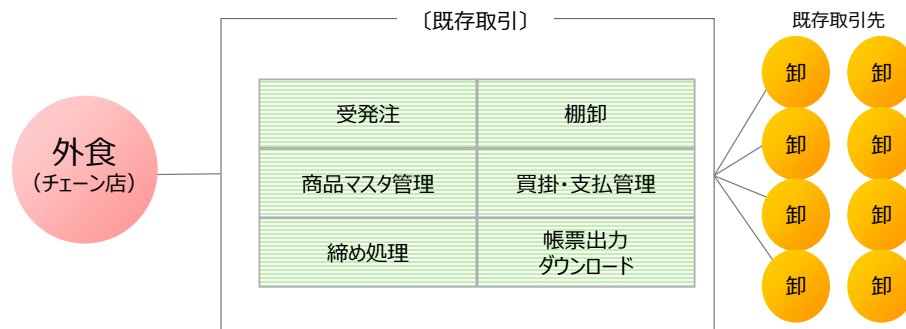 〔既存取引〕
既存取引先
外食
（チェーン店）
受発注
棚卸
商品マスタ管理
買掛・支払管理
締め処理
帳票出力
ダウンロード
卸
卸
卸
卸
卸
卸
卸
卸